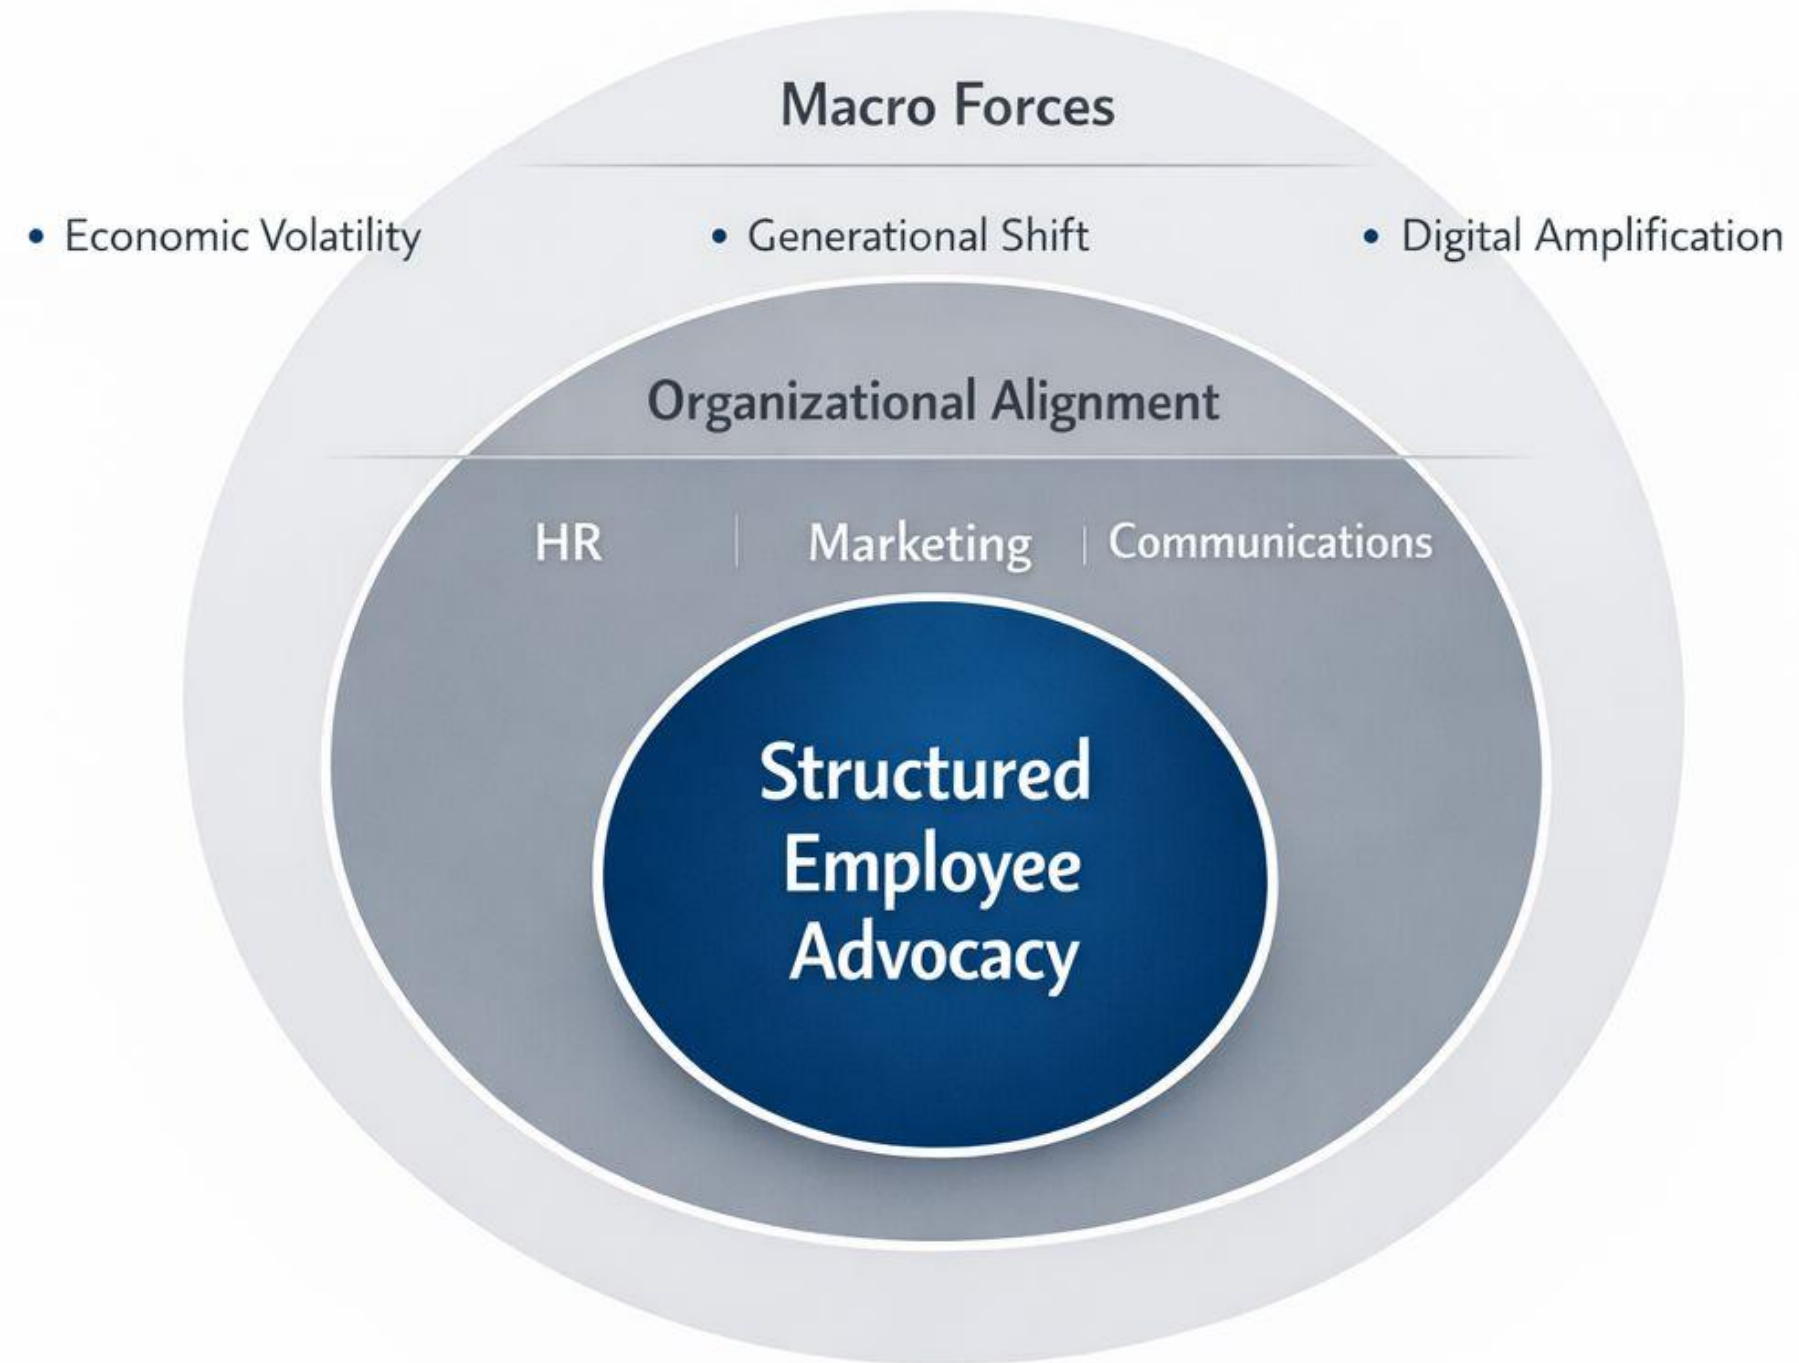 Macro Forces
• Economic Volatility • Generational Shift • Digital Amplification
Organizational Alignment
HR | Marketing | Communications
Structured
Employee
Advocacy